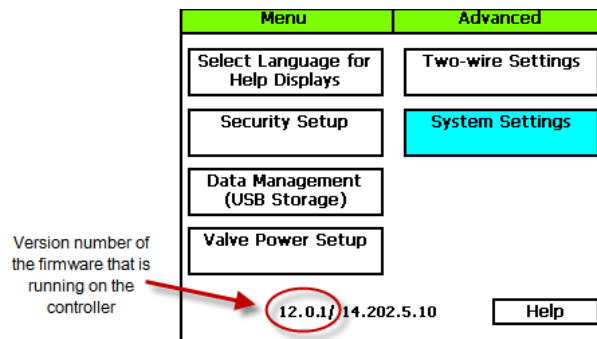 Menu
Advanced
Select Language for
Help Displays
Two-wire Settings
Security Setup
System Settings
Data Management
(USB Storage)
Valve Power Setup
Version number of
the firmware that is
running on the
controller
12.0.1/ 14.202.5.10
Help